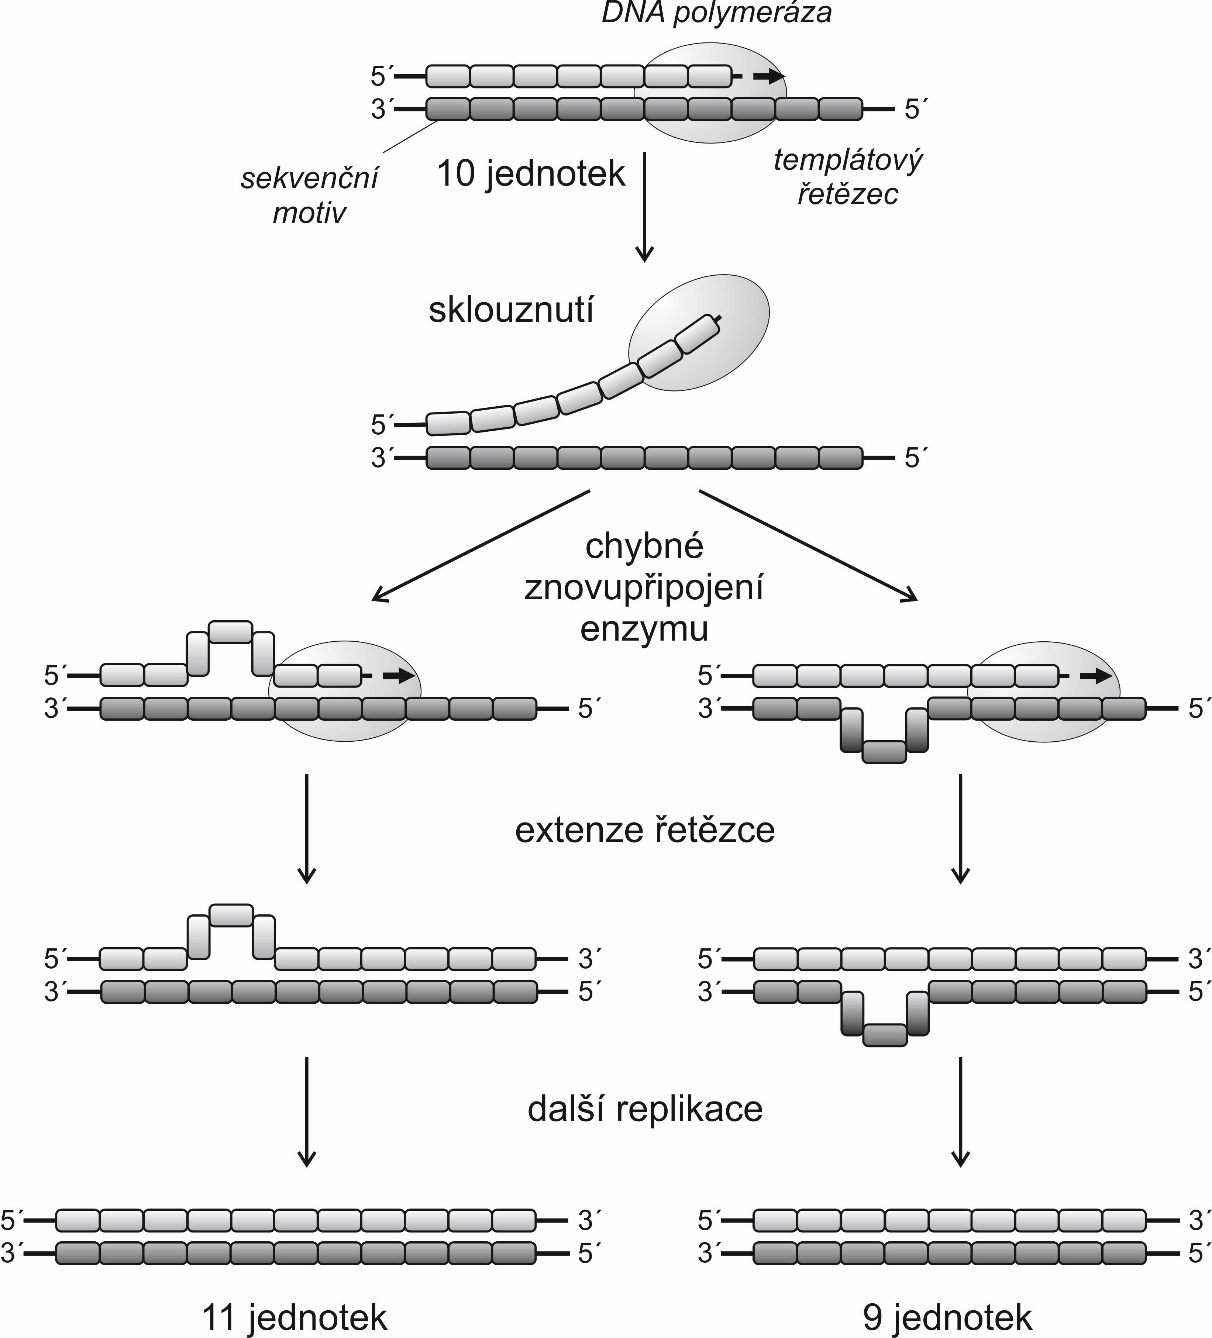 DNA polymeráza
5´
3´ 5´
sekvenční
motiv
10 jednotek
templátový
řetězec
sklouznutí
5´
3´ 5´
chybné
znovupřipojení
enzymu
5´ 5´
3´ 5´ 3´ 5´
extenze řetězce
5´ 3´ 5´ 3´
3´ 5´ 3´ 5´
další replikace
5´ 3´ 5´ 3´
3´ 5´ 3´ 5´
11 jednotek 9 jednotek